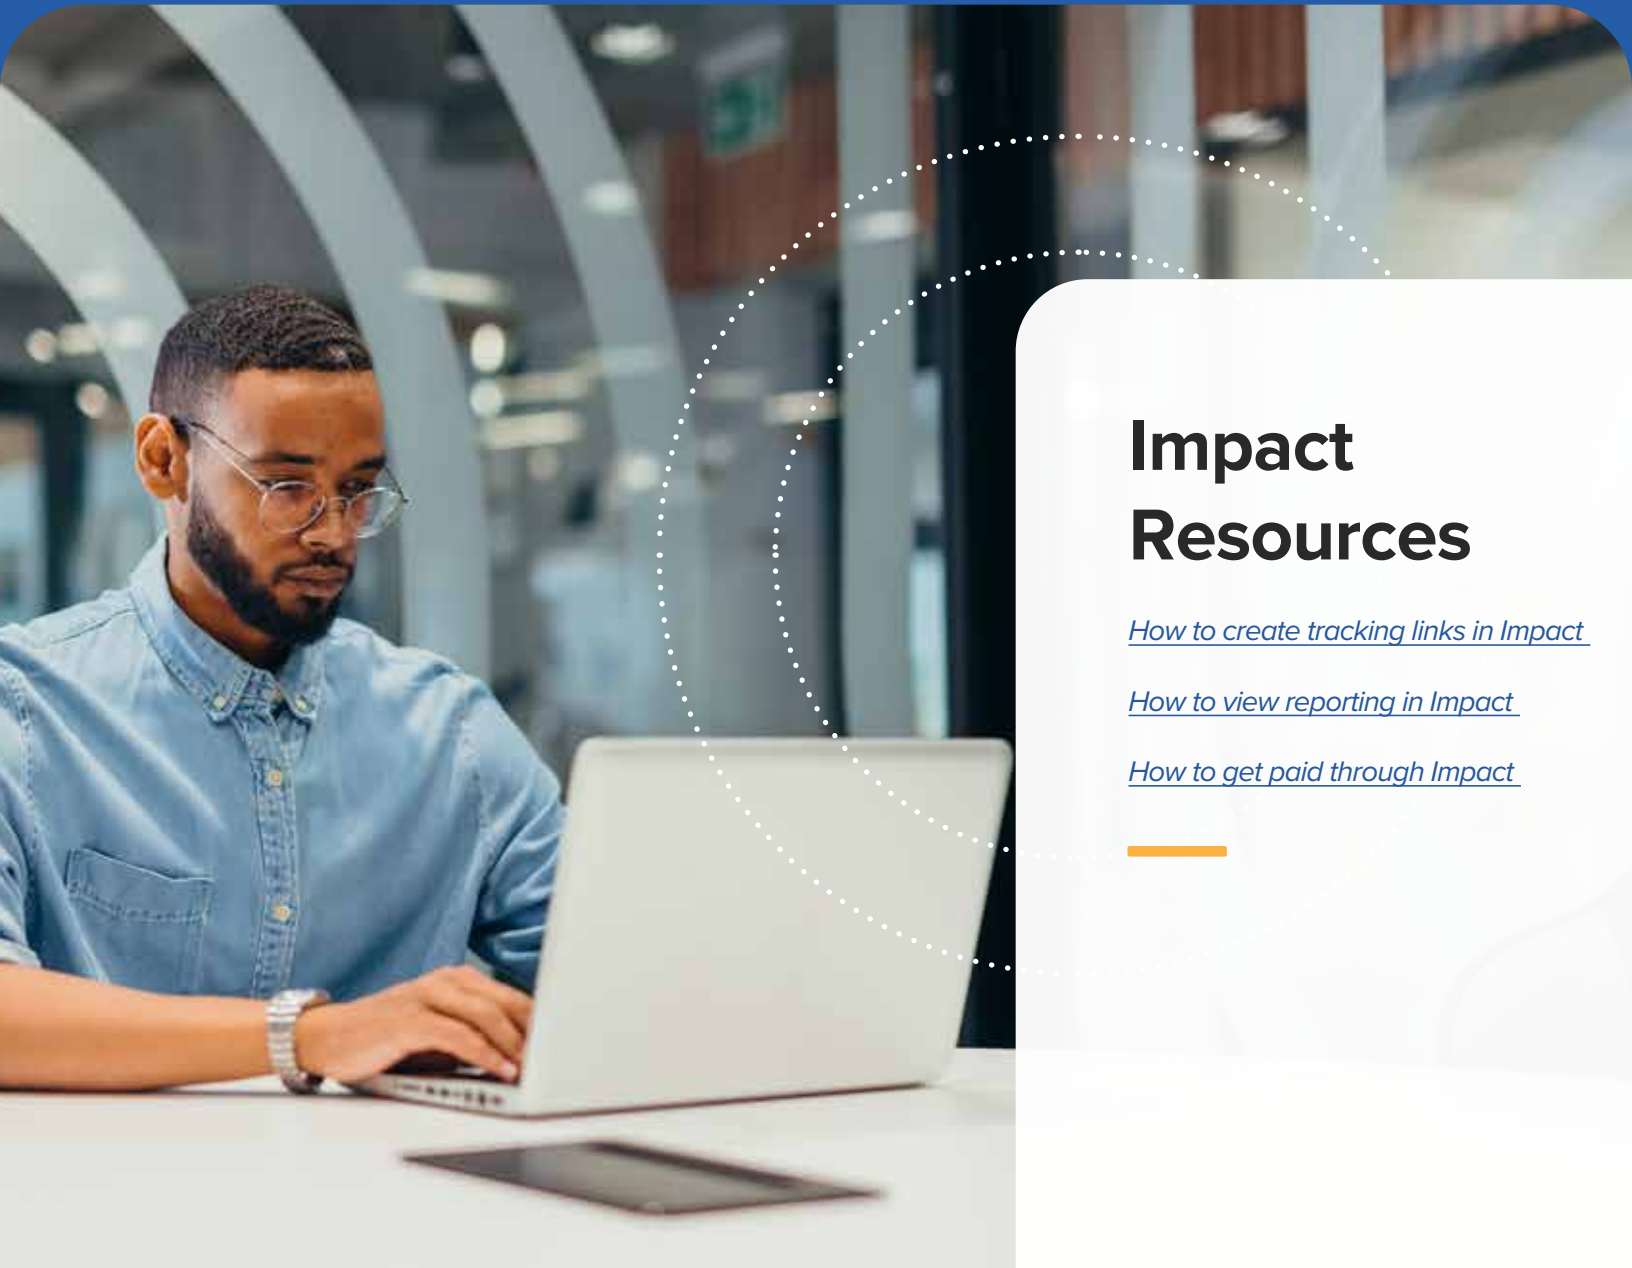 Impact
Resources
How to create tracking links in Impact
How to view reporting in Impact
How to get paid through Impact